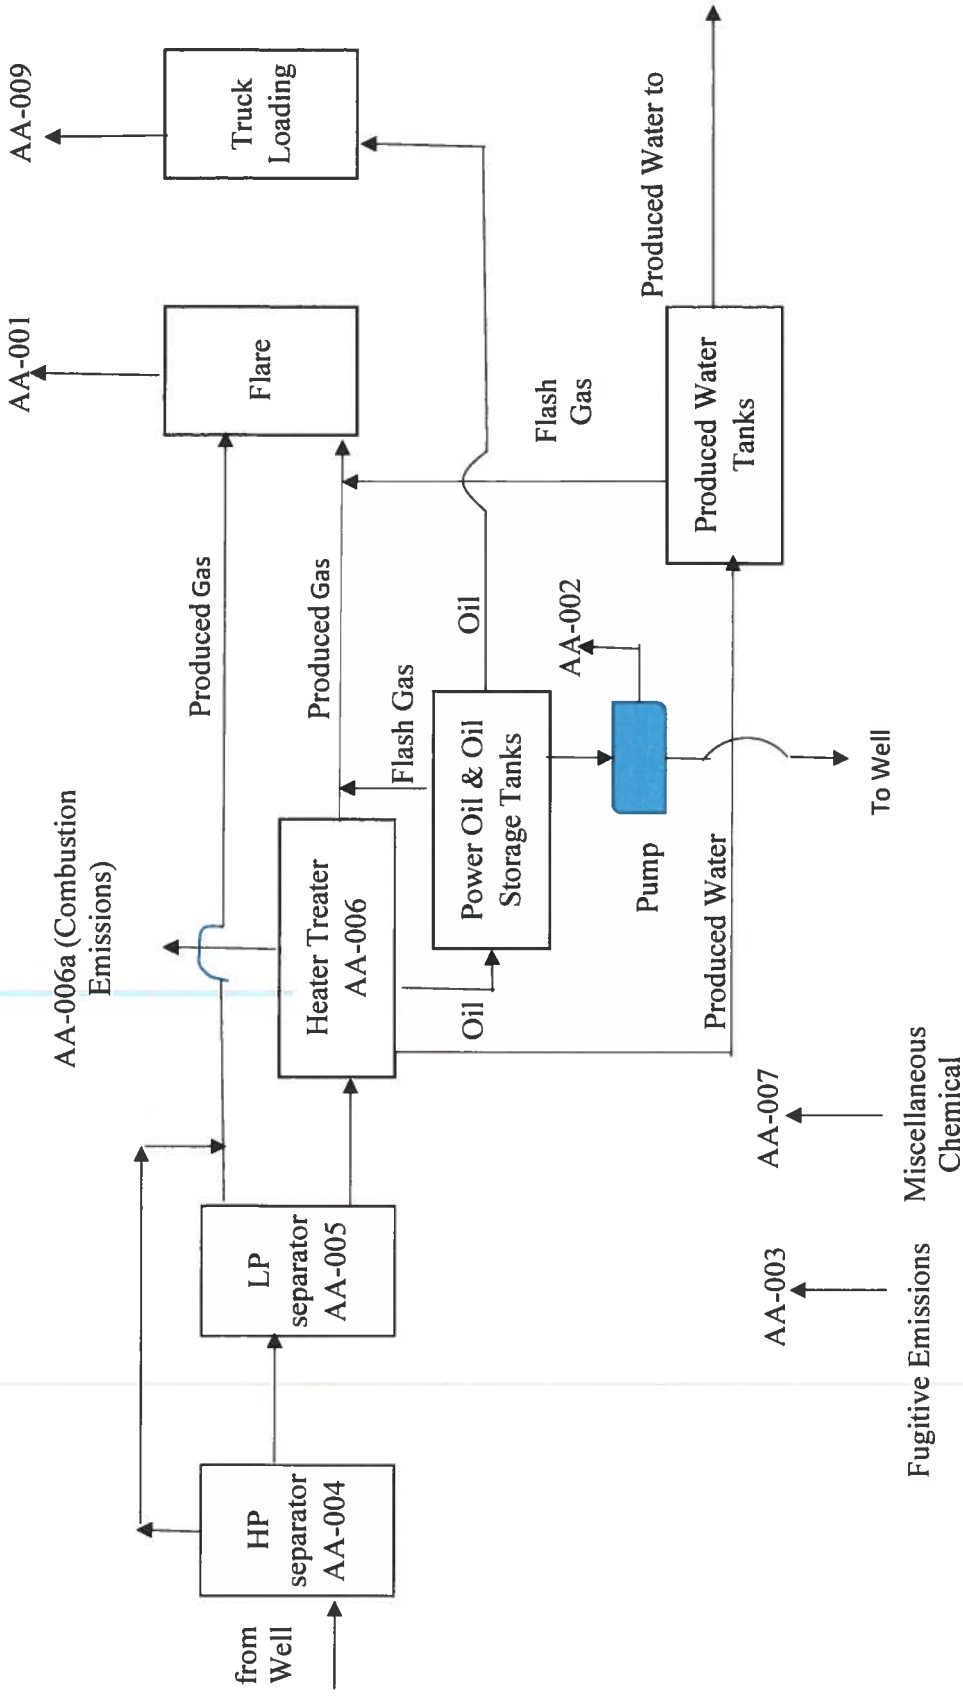 from
Well
HP
separator
AA-004
LP
separator
AA-005
AA-006a (Combustion
Emissions)
Heater Treater
AA-006
Produced Gas
Produced Gas
Flash Gas
Oil
Power Oil & Oil
Storage Tanks
Oil
Pump
AA-002
To Well
Produced Water
Flash
Gas
Produced Water
Tanks
Produced Water to
AA-001
Flare
AA-009
Truck
Loading
AA-003
Fugitive Emissions
AA-007
Miscellaneous
Chemical